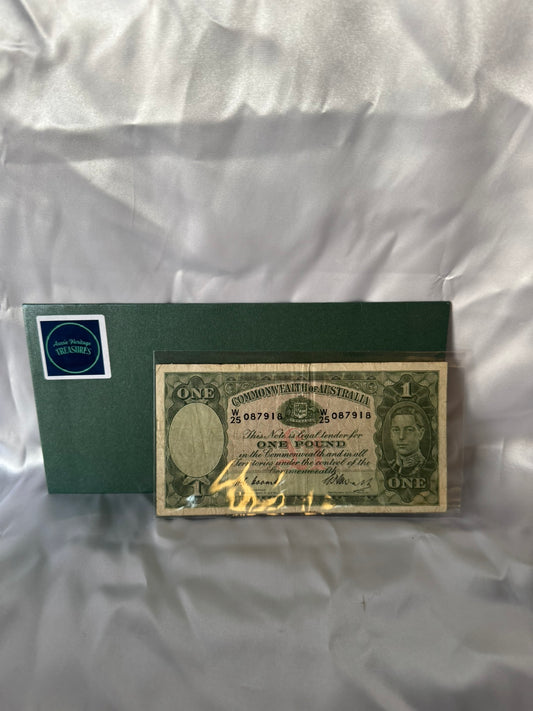 Aussie Heritage
TREASURES
ONE
COMMONWEALTH OF AUSTRALIA
1
W/25 087918
W/25 087918
This Note is Legal tender for
ONE POUND
in the Commonwealth and in all
territories under the control of the
Commonwealth
1
ONE